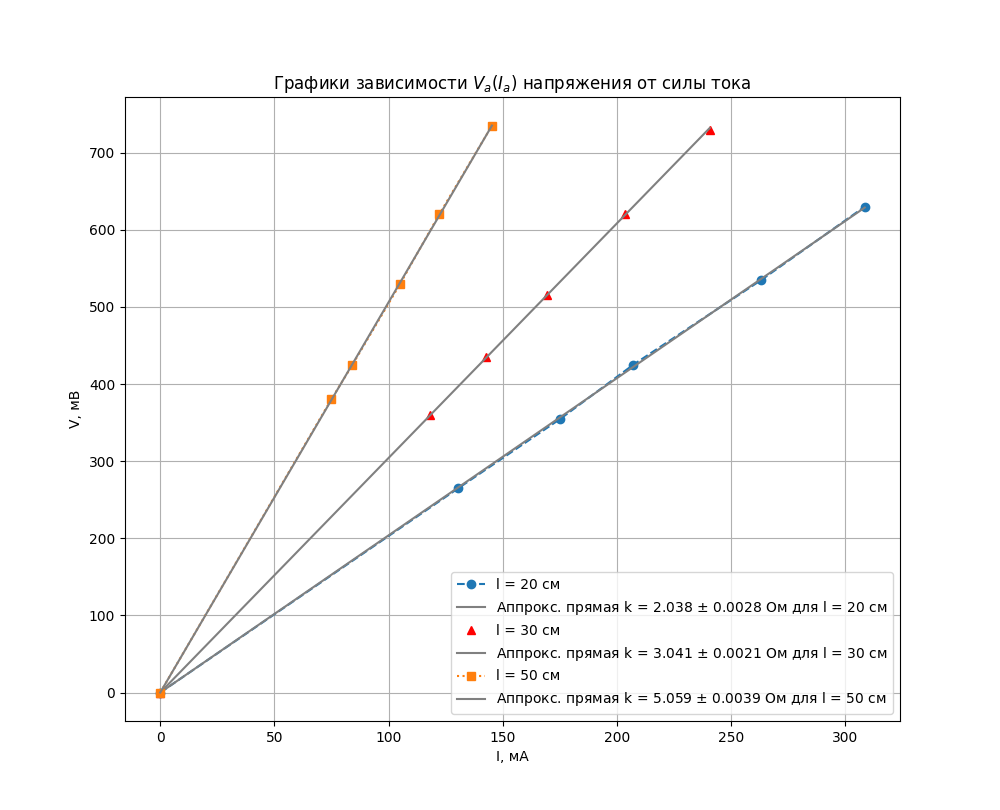 Графики зависимости Va(Ia) напряжения от силы тока
V, мВ
700
600
500
400
300
200
100
0
l = 20 см
Аппрокс. прямая k = 2.038 ± 0.0028 Ом для l = 20 см
l = 30 см
Аппрокс. прямая k = 3.041 ± 0.0021 Ом для l = 30 см
l = 50 см
Аппрокс. прямая k = 5.059 ± 0.0039 Ом для l = 50 см
0 50 100 150 200 250 300
I, мА